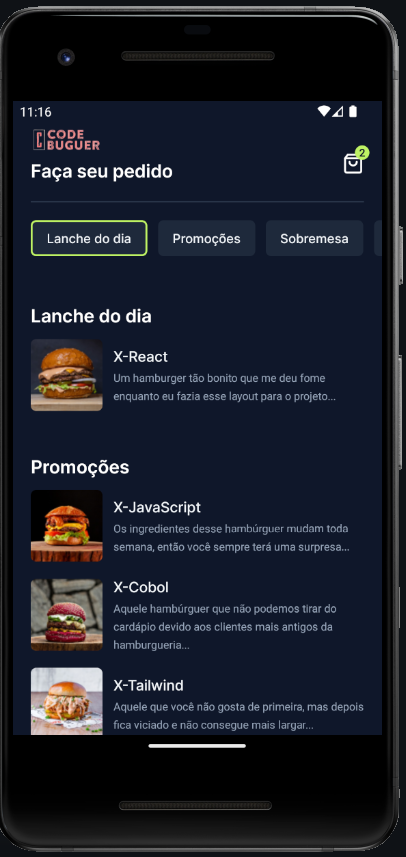 11:16
CODE
BUGUER
Faça seu pedido
2
Lanche do dia
Promoções
Sobremesa
Lanche do dia
X-React
Um hamburger tão bonito que me deu fome
enquanto eu fazia esse layout para o projeto...
Promoções
X-JavaScript
Os ingredientes desse hambúrguer mudam toda
semana, então você sempre terá uma surpresa...
X-Cobol
Aquele hambúrguer que não podemos tirar do
cardápio devido aos clientes mais antigos da
hamburgueria...
X-Tailwind
Aquele que você não gosta de primeira, mas depois
fica viciado e não consegue mais largar...